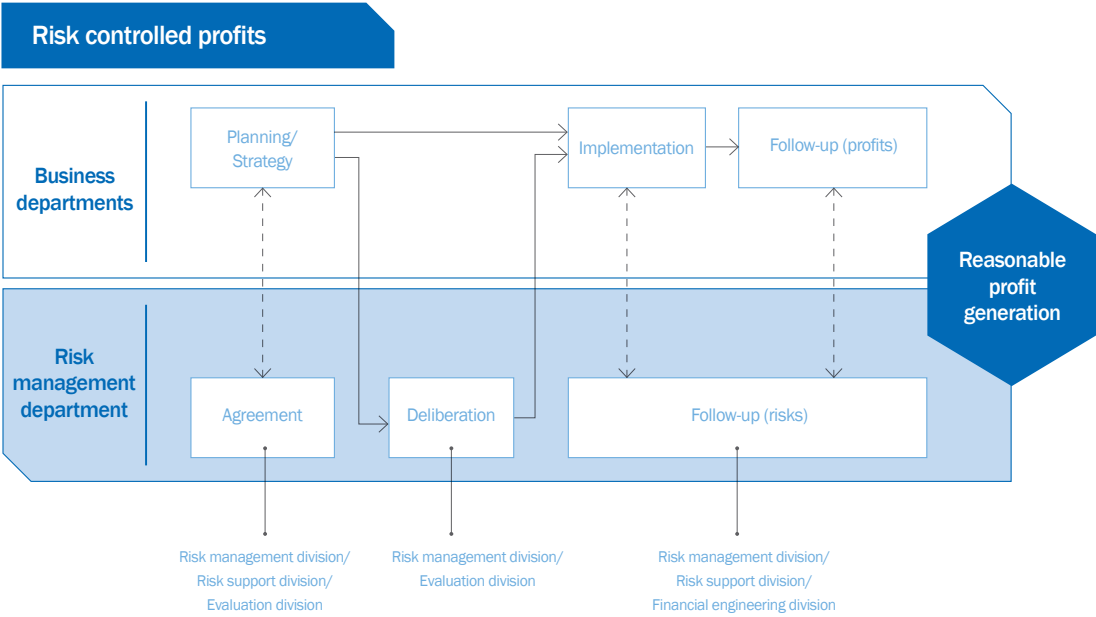 Risk controlled profits
Business
departments
Planning/
Strategy
Implementation
Follow-up (profits)
Reasonable
profit
generation
Risk
management
department
Agreement
Deliberation
Follow-up (risks)
Risk management division/
Risk support division/
Evaluation division
Risk management division/
Evaluation division
Risk management division/
Risk support division/
Financial engineering division